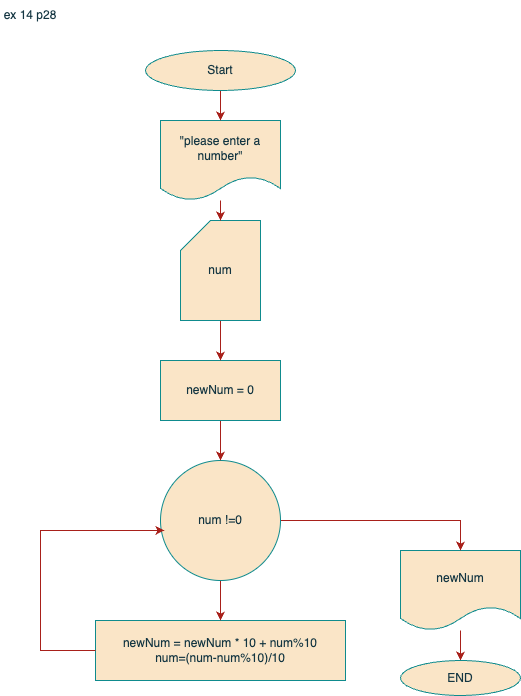 ex 14 p28
Start
"please enter a
number"
num
newNum = 0
num !=0
newNum
newNum = newNum * 10 + num%10
num=(num-num%10)/10
END